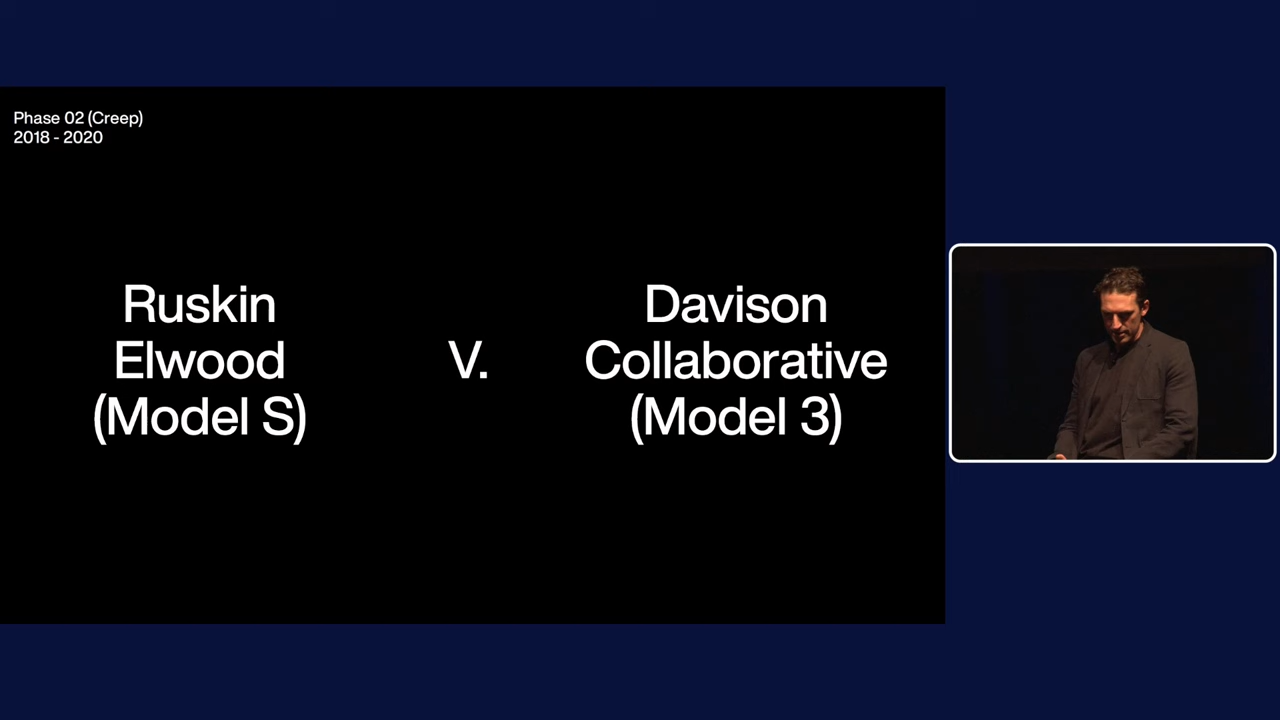 Phase 02 (Creep)
2018 - 2020
Ruskin
Elwood
(Model S)
V.
Davison
Collaborative
(Model 3)